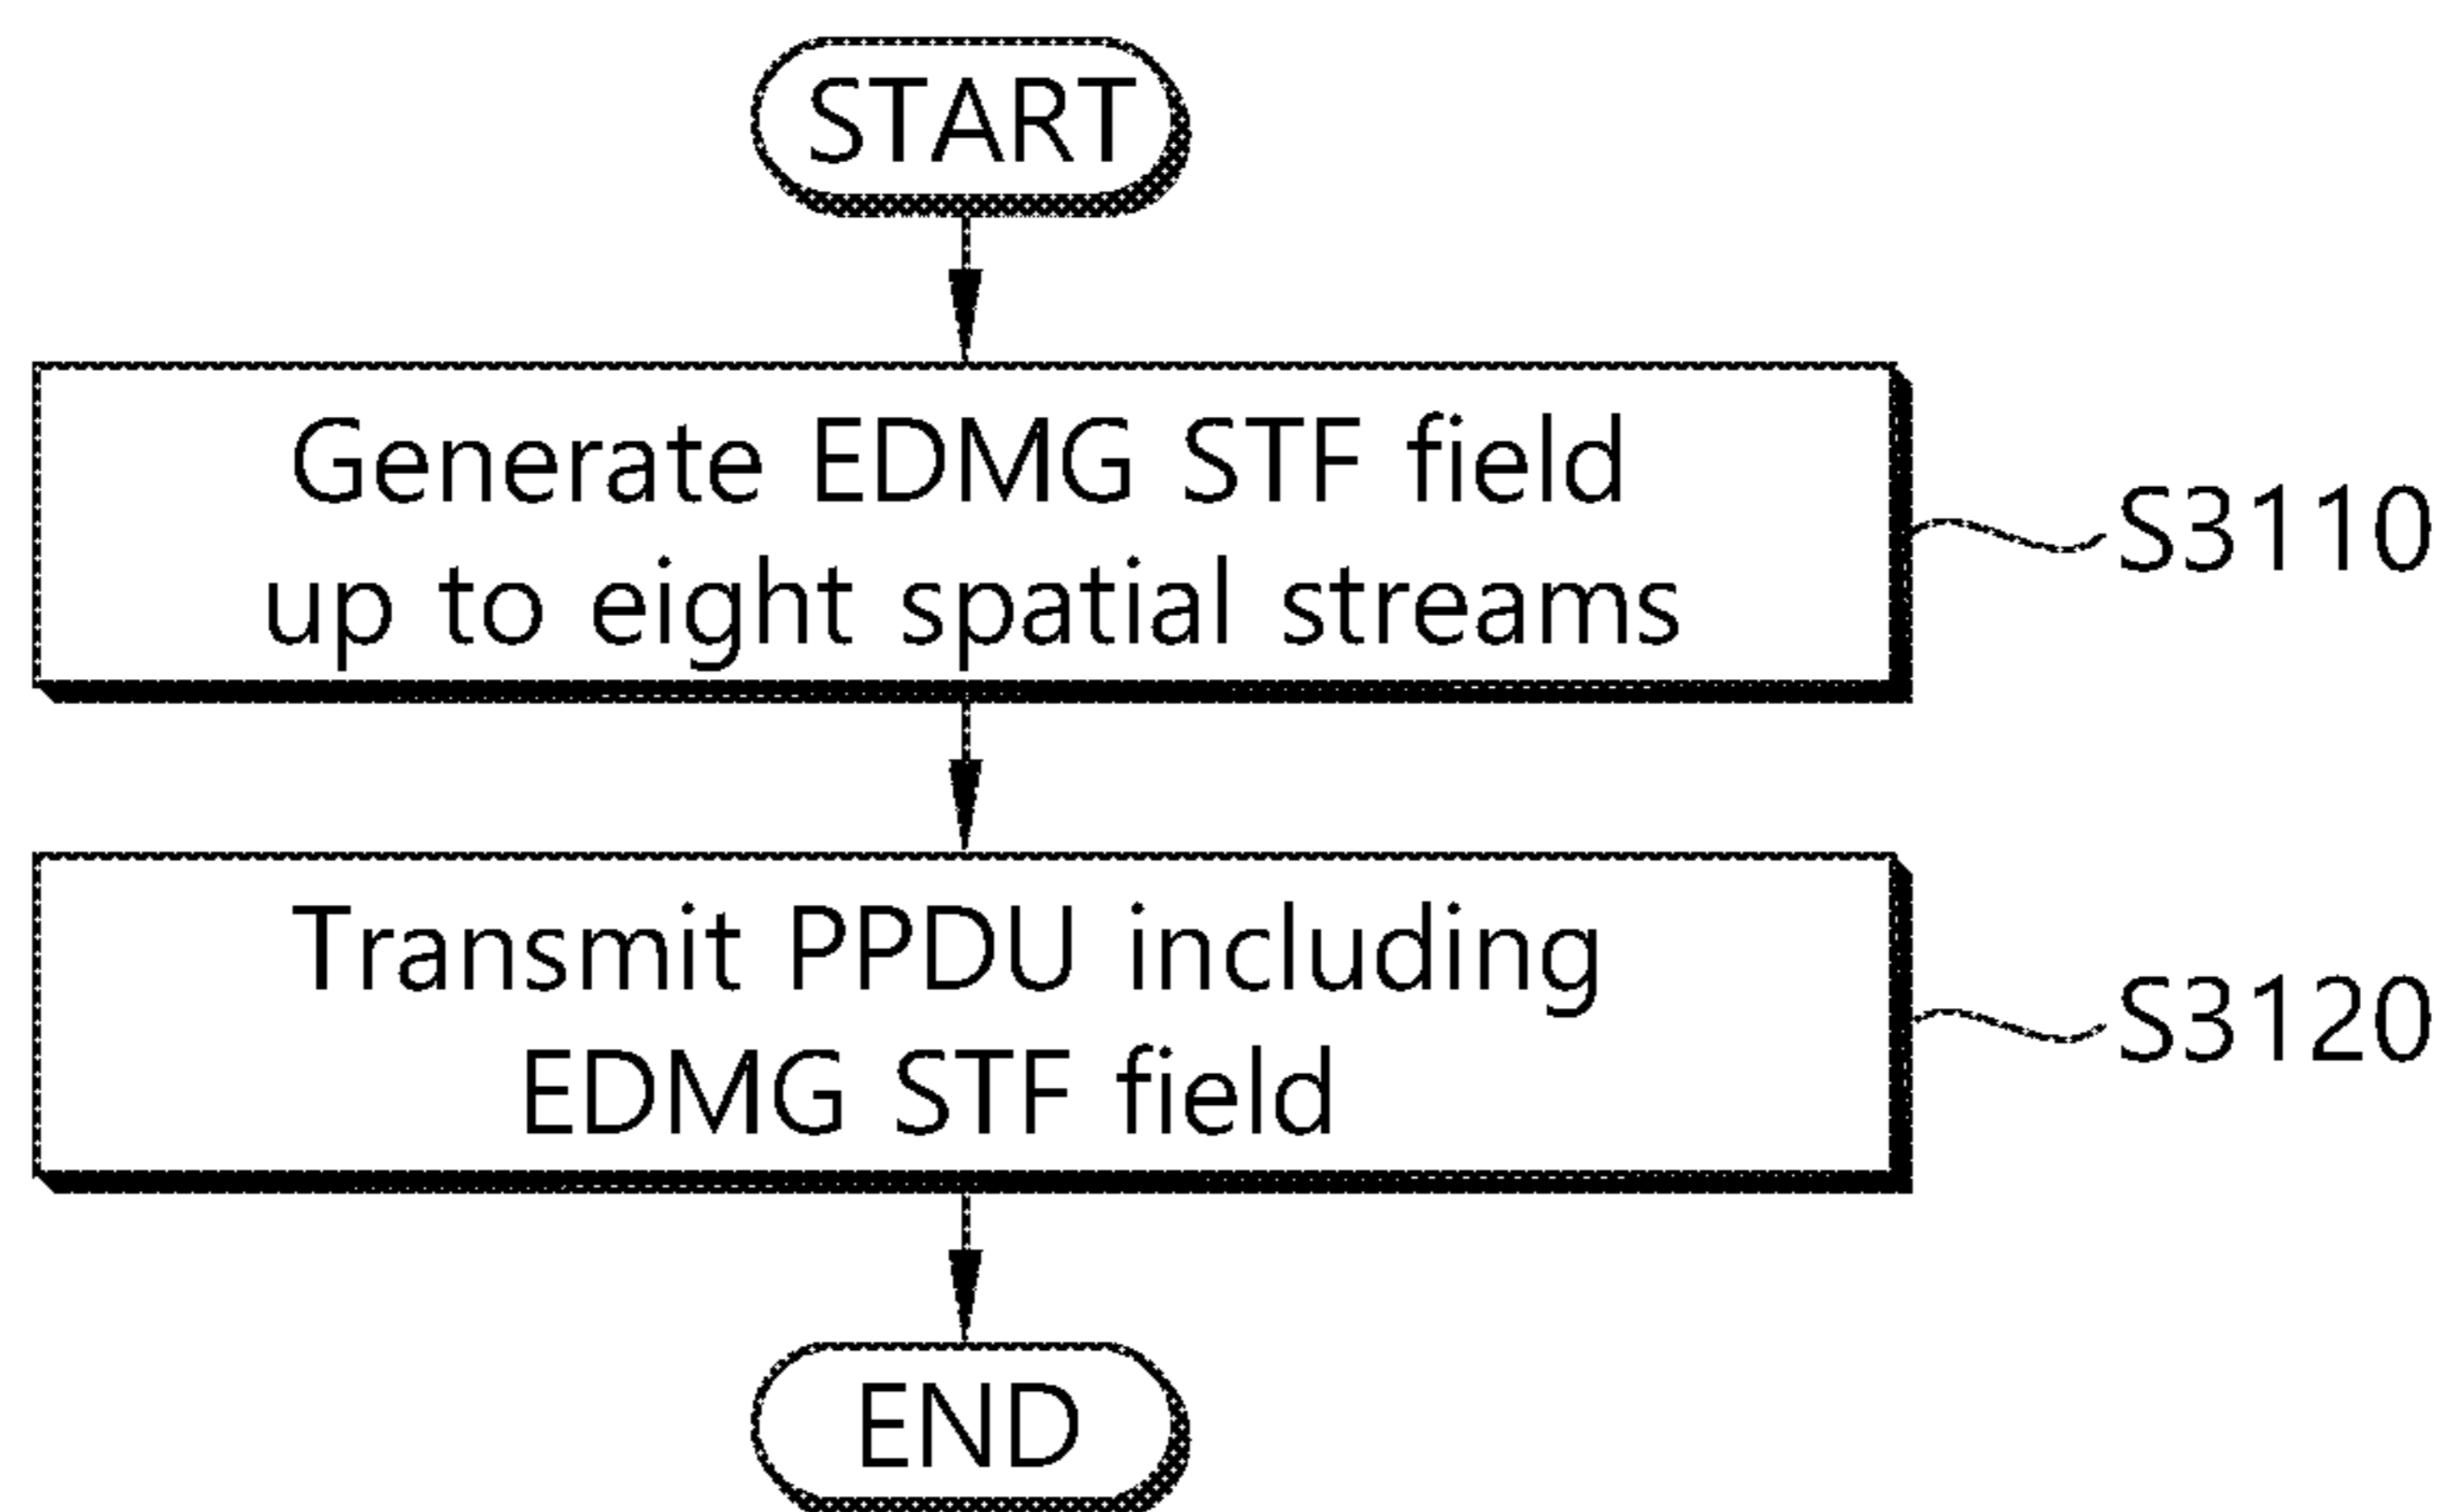 START
Generate EDMG STF field
up to eight spatial streams
S3110
Transmit PPDU including
EDMG STF field
S3120
END